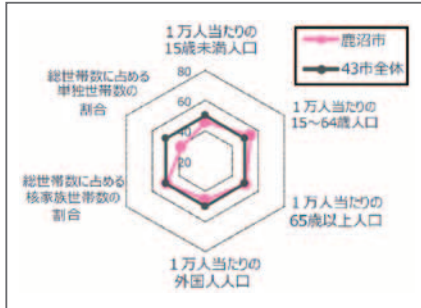 1万人当たりの
15歳未満人口
鹿沼市
43市全体
総世帯数に占める
単独世帯数の
割合
80
60
40
20
1万人当たりの
15~64歳人口
総世帯数に占める
核家族世帯数の
割合
1万人当たりの
65歳以上人口
1万人当たりの
外国人人口